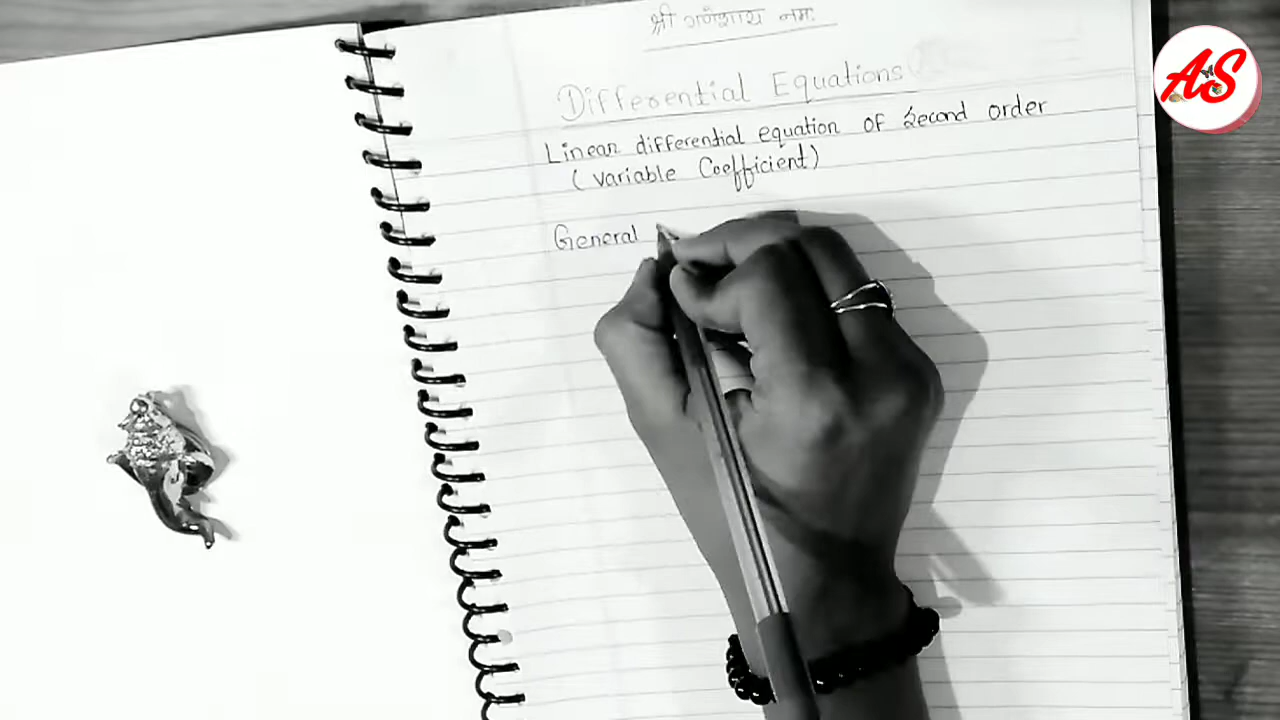 श्री गणेशाय नमः
Differential Equations
Linear differential equation of second order
(variable Coefficient)
General
AS